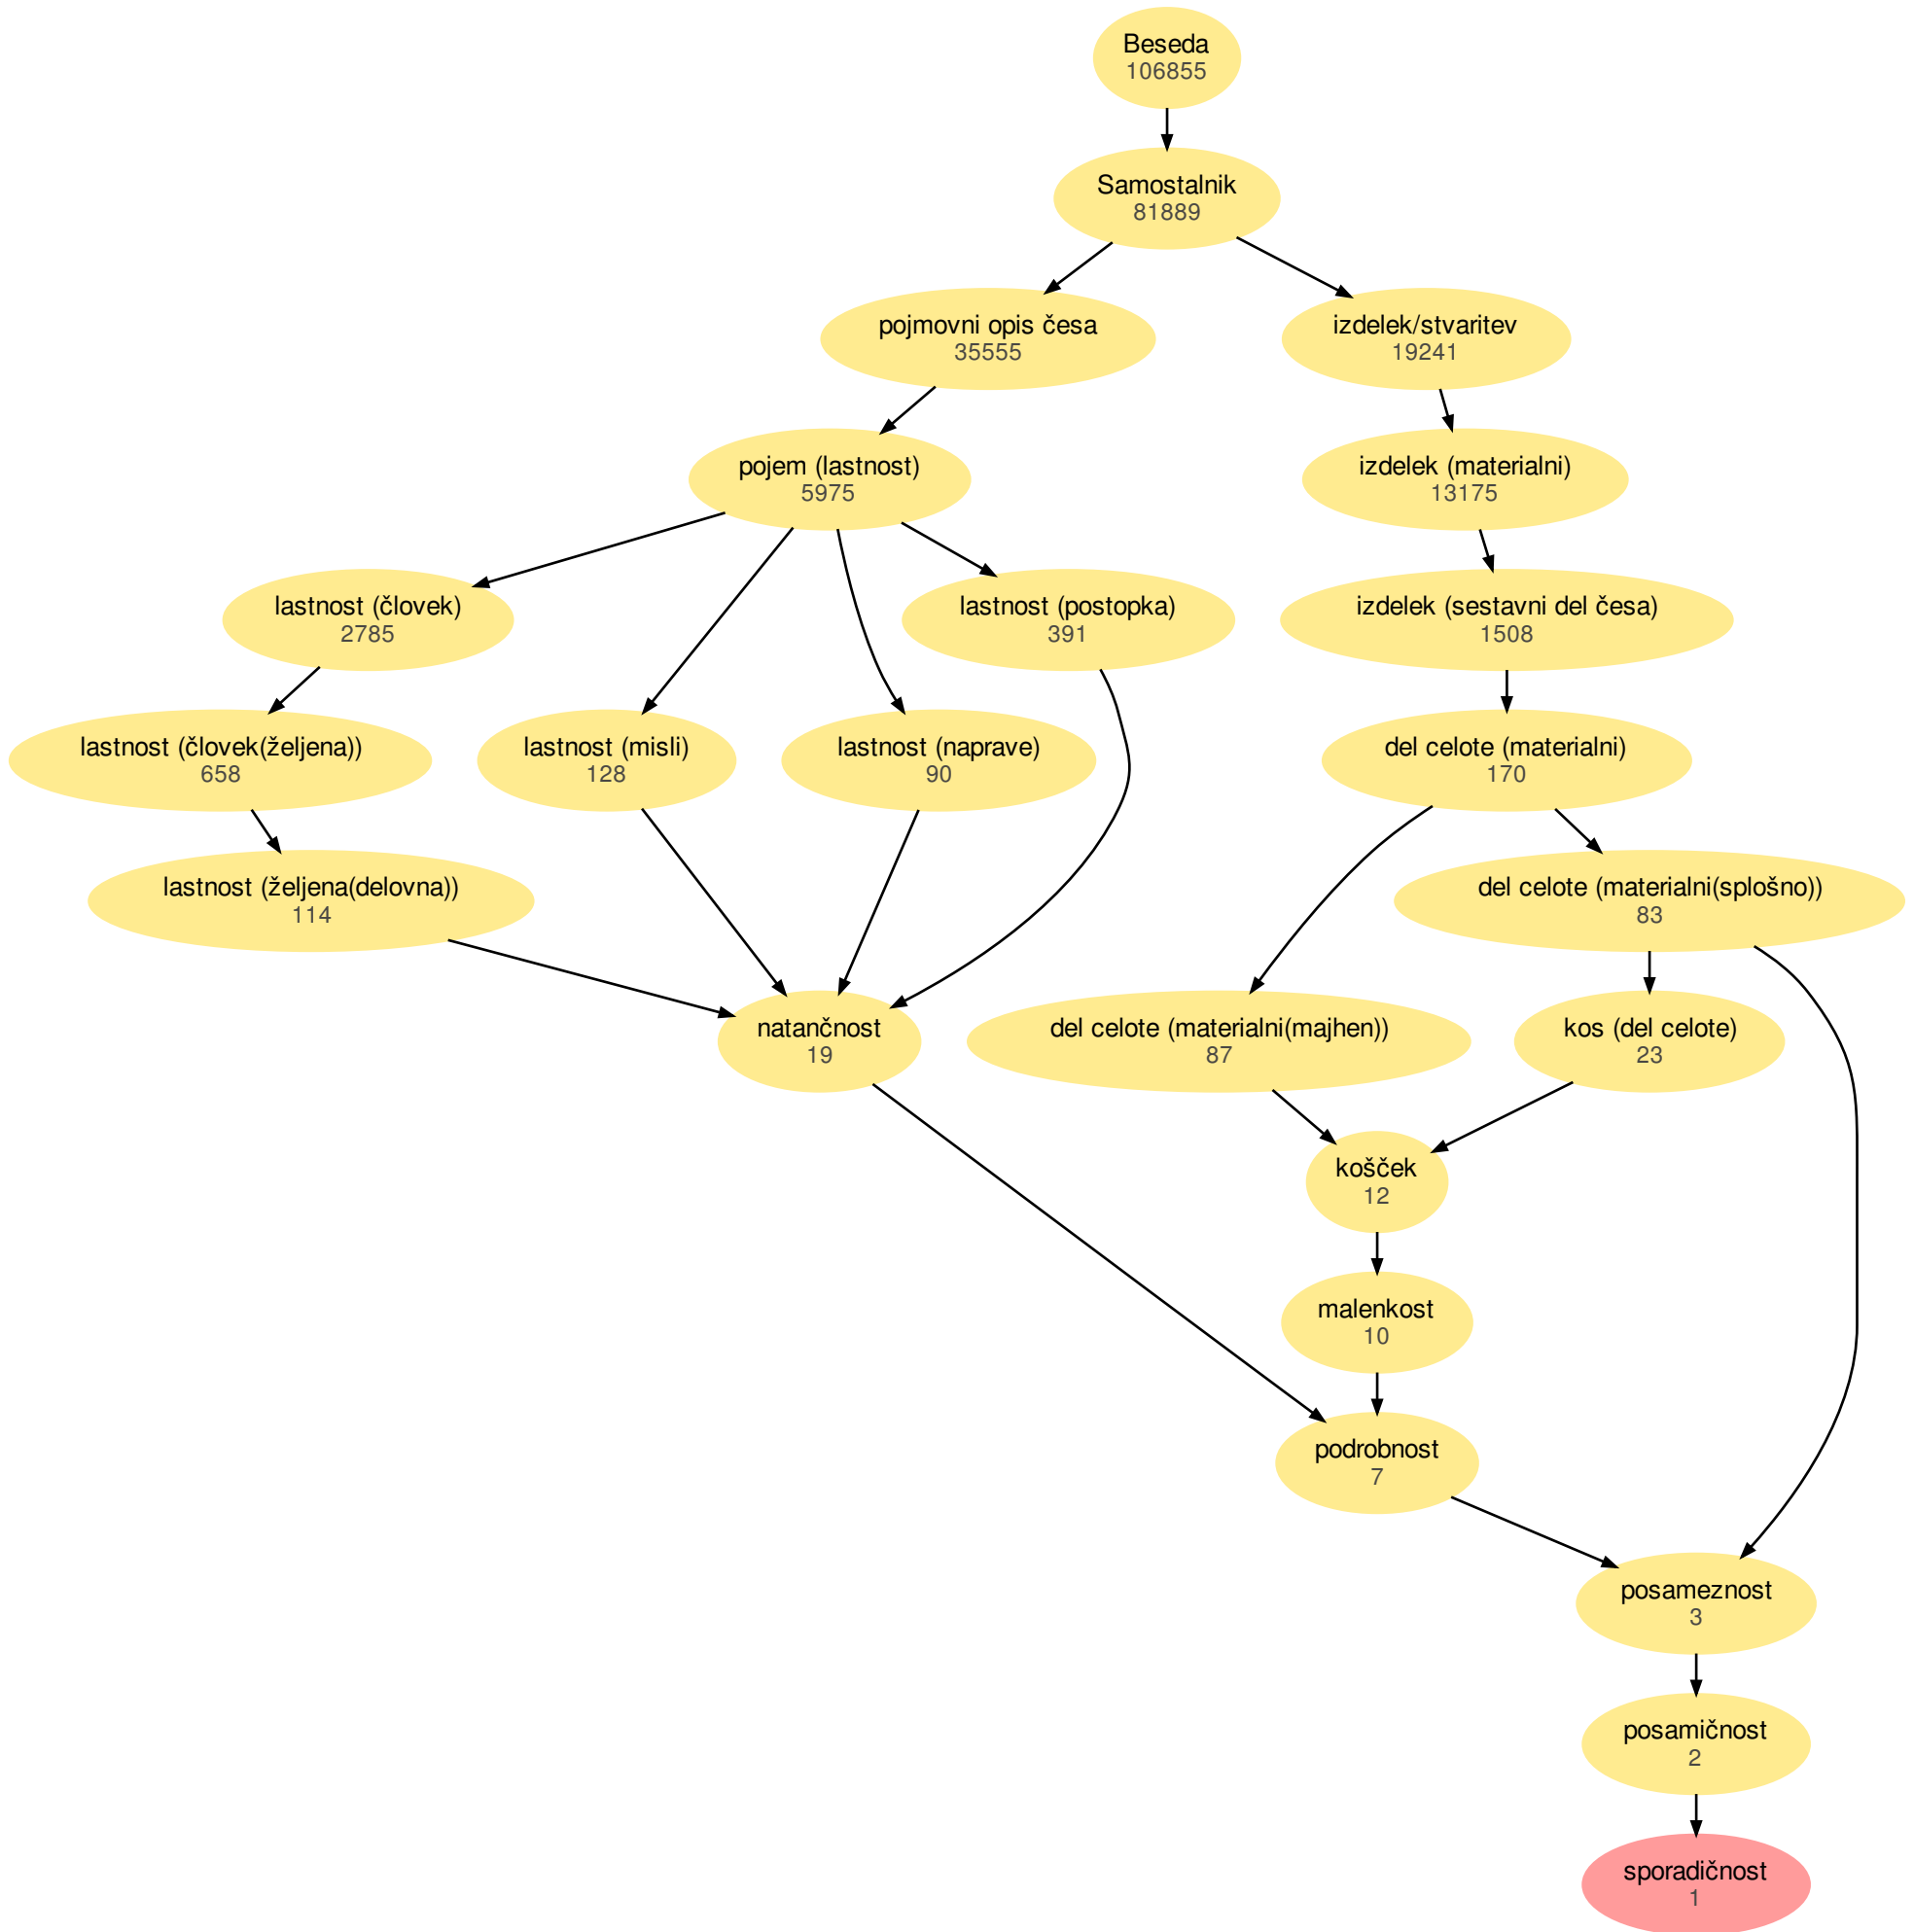 Beseda
106855
Samostalnik
81889
pojmovni opis česa
35555
izdelek/stvaritev
19241
pojem (lastnost)
5975
izdelek (materialni)
13175
lastnost (človek)
2785
lastnost (postopka)
391
izdelek (sestavni del česa)
1508
lastnost (človek(željena))
658
lastnost (misli)
128
lastnost (naprave)
90
del celote (materialni)
170
lastnost (željena(delovna))
114
del celote (materialni(splošno))
83
natančnost
19
del celote (materialni(majhen))
87
kos (del celote)
23
košček
12
malenkost
10
podrobnost
7
posameznost
3
posamičnost
2
sporadičnost
1